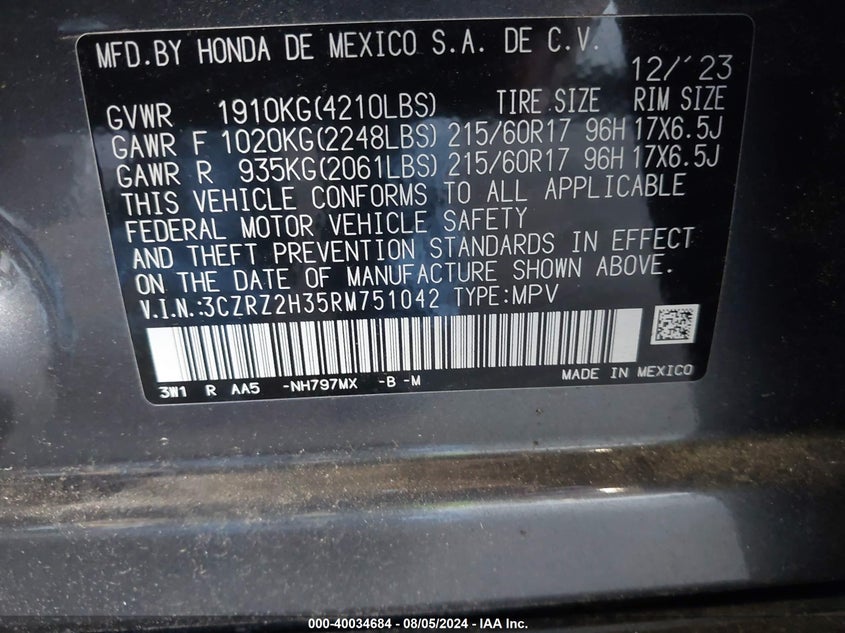 MFD.BY HONDA DE MEXICO S.A. DE C.V.
12/'23
GVWR 1910KG(4210LBS) TIRE SIZE RIM SIZE
GAWR F 1020KG(2248LBS) 215/60R17 96H 17X6.5J
GAWR R 935KG(2061LBS) 215/60R17 96H 17X6.5J
THIS VEHICLE CONFORMS TO ALL APPLICABLE
FEDERAL MOTOR VEHICLE SAFETY
AND THEFT PREVENTION STANDARDS IN EFFECT
ON THE DATE OF MANUFACTURE SHOWN ABOVE.
V.I.N.:3CZRZ2H35RM751042 TYPE:MPV
3W1 R AA5 -NH797MX -B -M MADE IN MEXICO
000-40034684 - 08/05/2024 - IAA Inc.